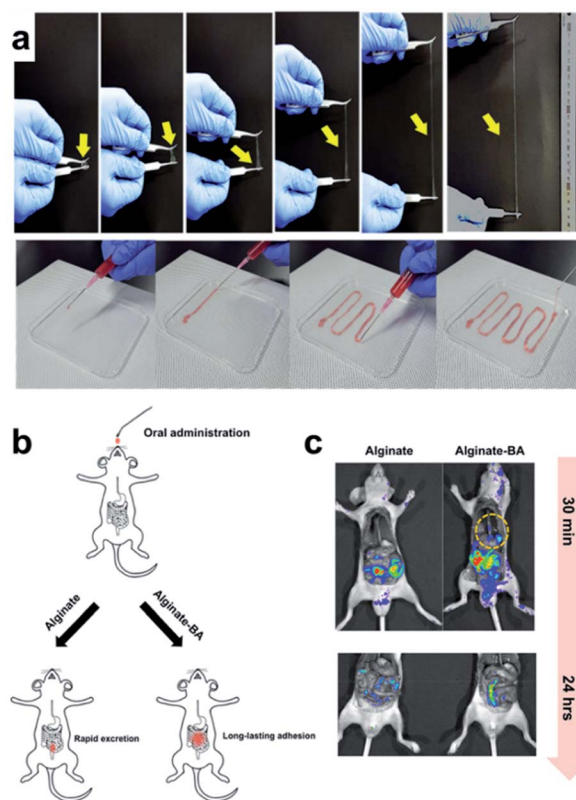 a
b
Oral administration
Alginate
Alginate-BA
Rapid excretion
Long-lasting adhesion
c
Alginate
Alginate-BA
30 min
24 hrs